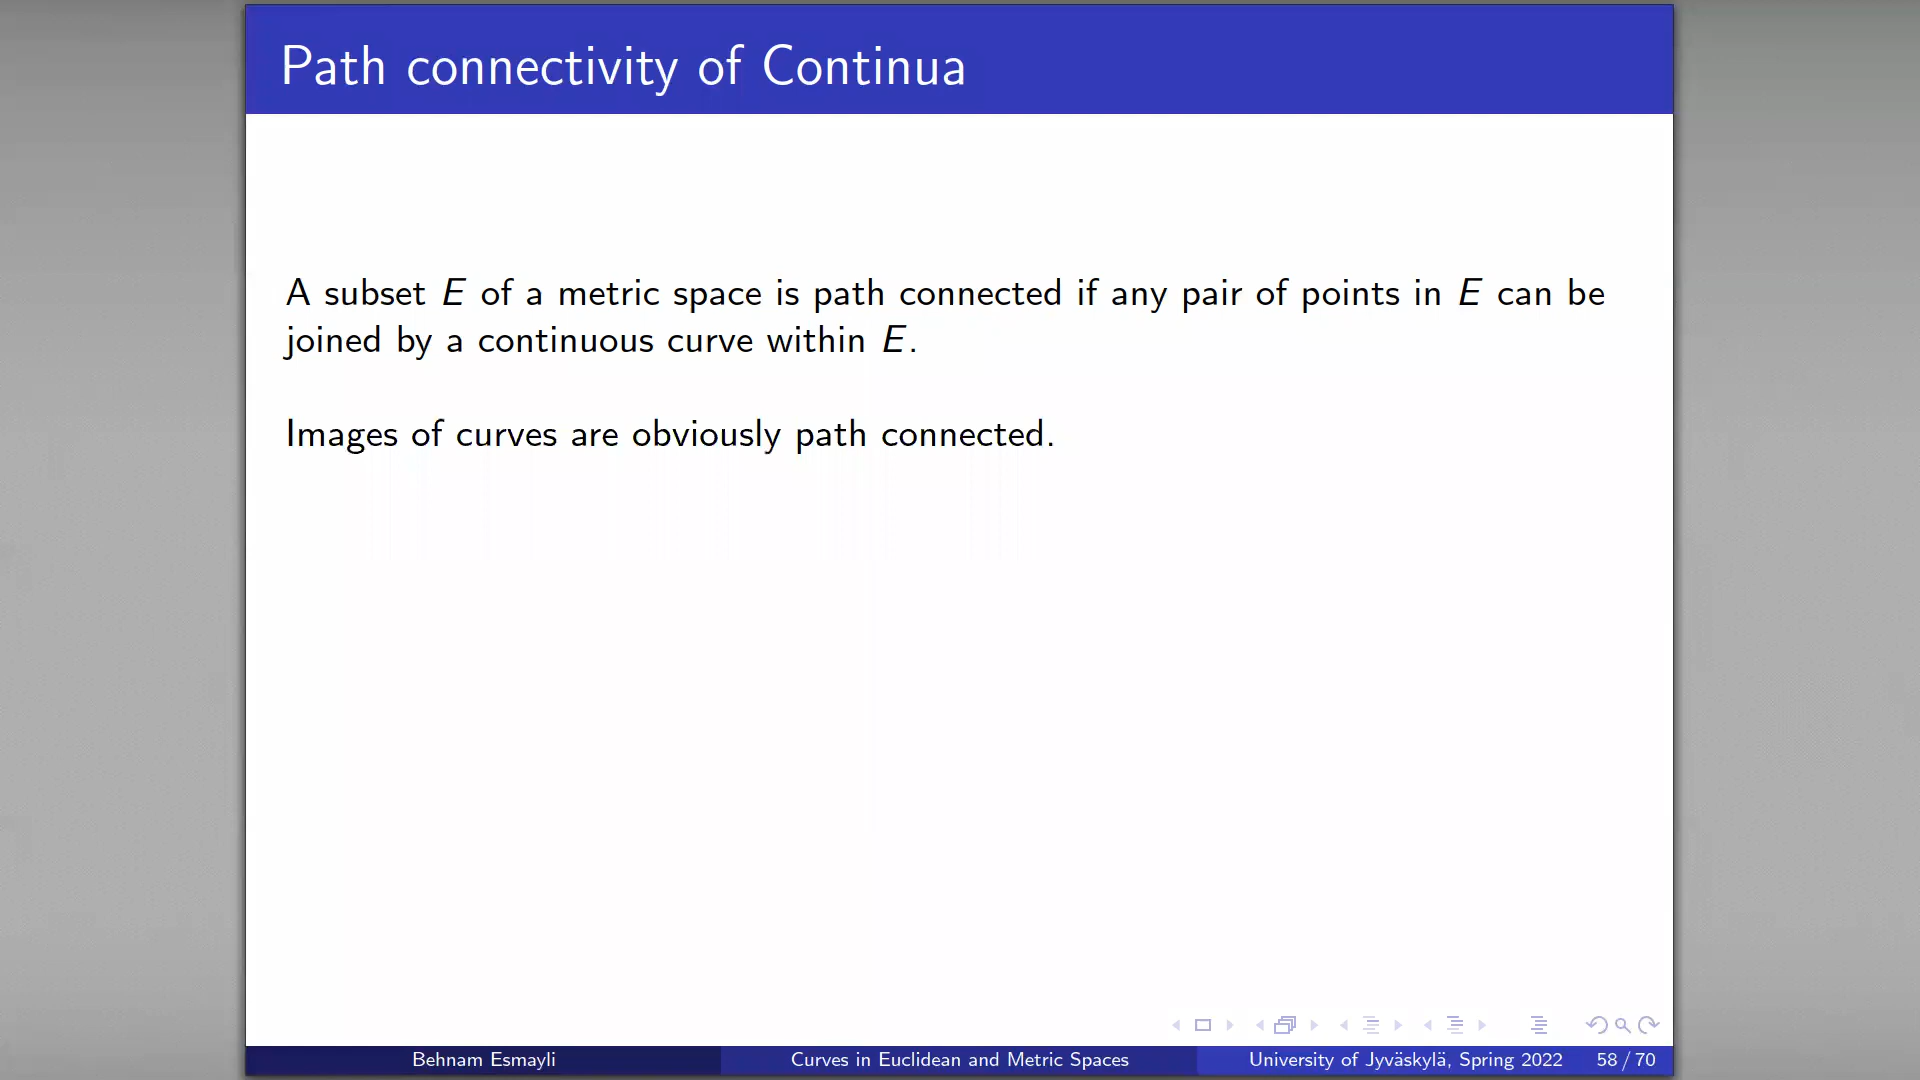 Path connectivity of Continua
A subset E of a metric space is path connected if any pair of points in E can be
joined by a continuous curve within E.
Images of curves are obviously path connected.
Behnam Esmayli
Curves in Euclidean and Metric Spaces
University of Jyväskylä, Spring 2022
58 / 70